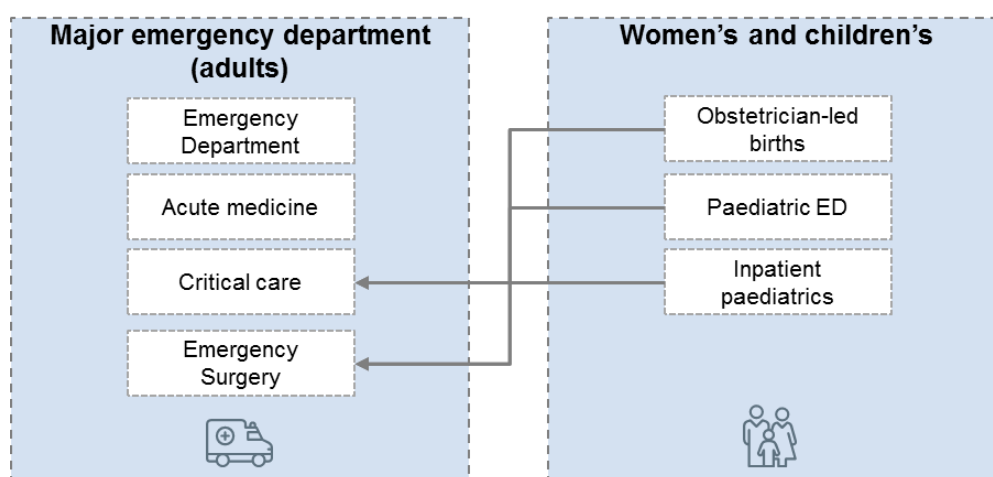 Major emergency department
(adults)
Emergency
Department
Acute medicine
Critical care
Emergency
Surgery
Women’s and children’s
Obstetrician-led
births
Paediatric ED
Inpatient
paediatrics